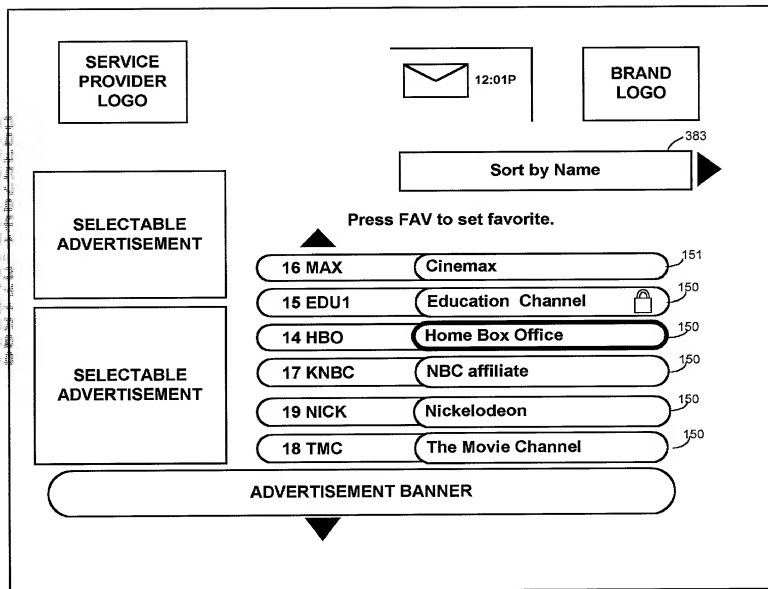 SERVICE
PROVIDER
LOGO
12:01P
BRAND
LOGO
383
Sort by Name
SELECTABLE
ADVERTISEMENT
Press FAV to set favorite.
16 MAX Cinemax 151
15 EDU1 Education Channel 150
14 HBO Home Box Office 150
17 KNBC NBC affiliate 150
19 NICK Nickelodeon 150
18 TMC The Movie Channel 150
SELECTABLE
ADVERTISEMENT
ADVERTISEMENT BANNER